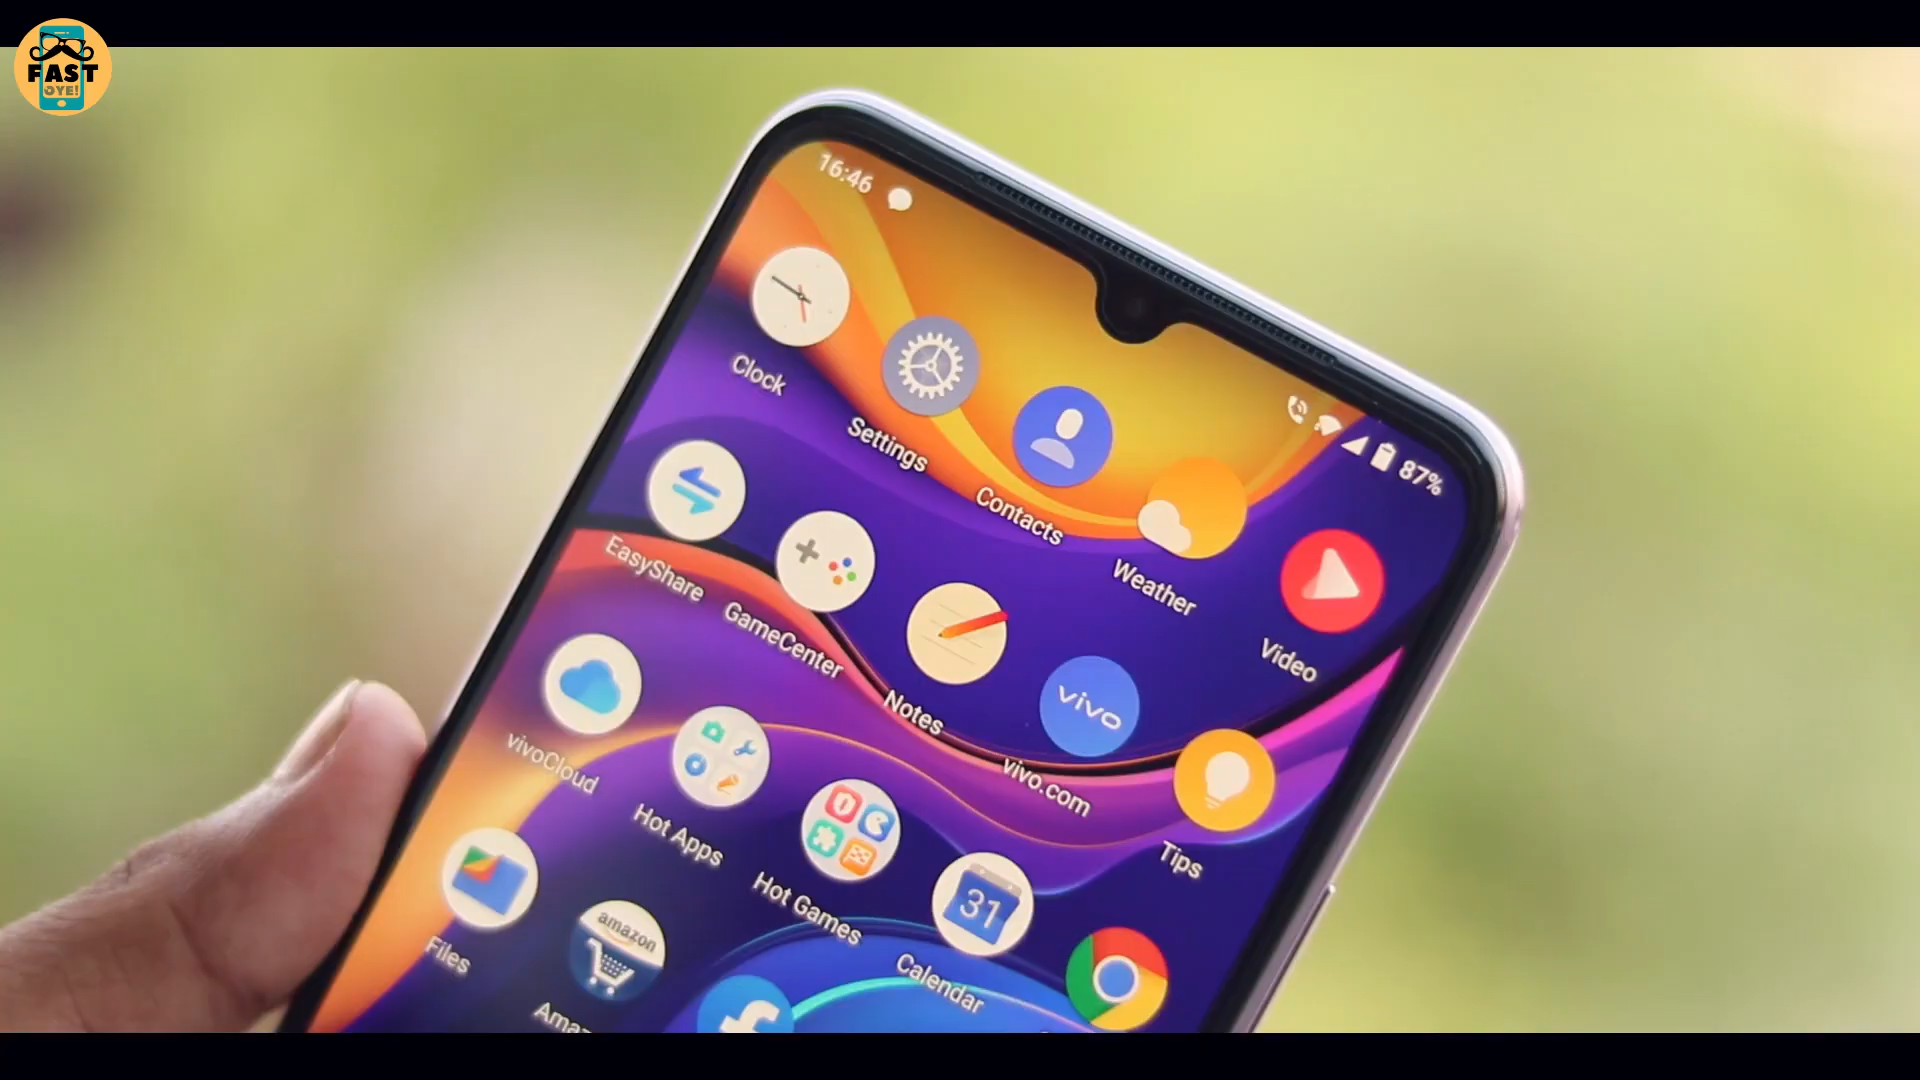 FAST
OYE!
16:46
87%
Clock
Settings
Contacts
Weather
Video
EasyShare
GameCenter
Notes
vivo
vivo.com
Tips
vivoCloud
Hot Apps
Hot Games
31
Calendar
Files
amazon